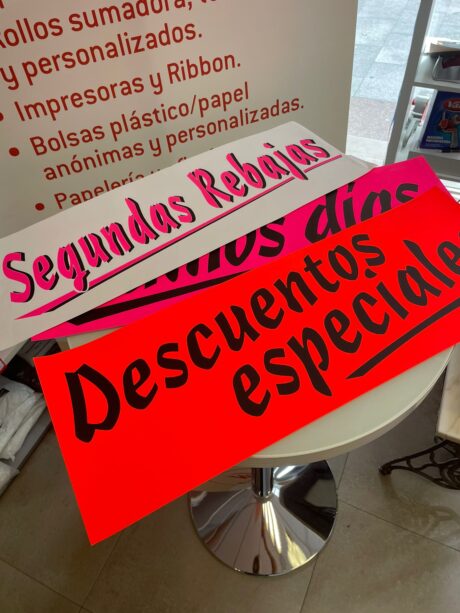 Rollos sumadora,
y personalizados.
• Impresoras y Ribbon.
• Bolsas plástico/papel
anónimas y personalizadas.
• Papelería y
Segundas Rebajas
días
Descuentos
especiale